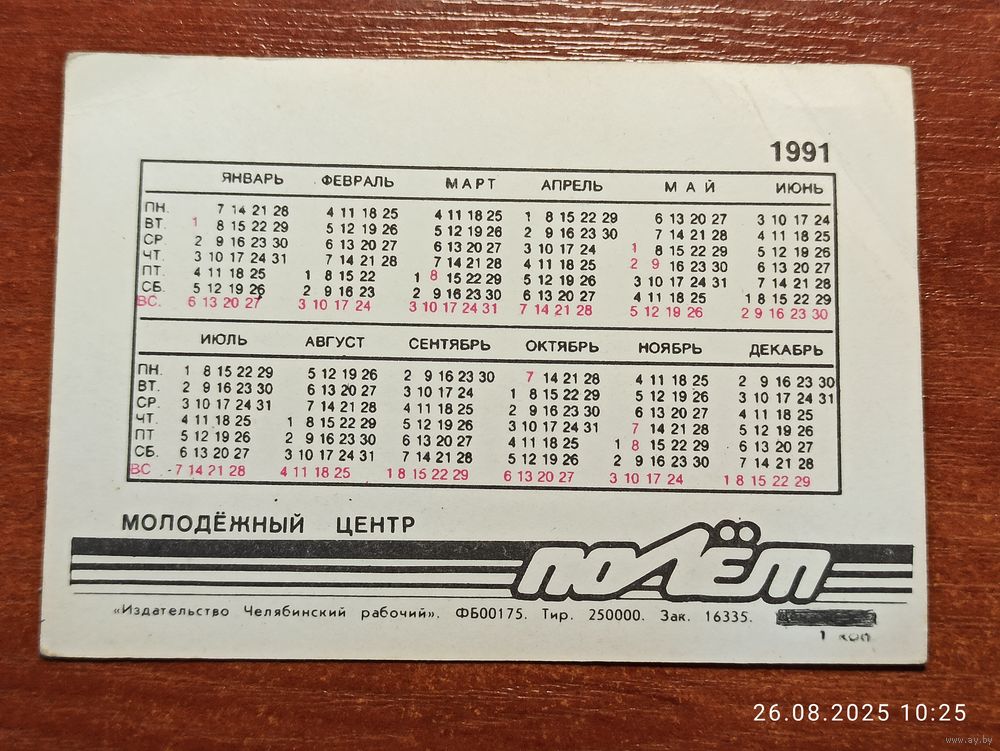 1991
ЯНВАРЬ ФЕВРАЛЬ МАРТ АПРЕЛЬ МАЙ ИЮНЬ
ПН. 7 14 21 28 4 11 18 25 4 11 18 25 1 8 15 22 29 6 13 20 27 3 10 17 24
ВТ. 1 8 15 22 29 5 12 19 26 5 12 19 26 2 9 16 23 30 7 14 21 28 4 11 18 25
СР. 2 9 16 23 30 6 13 20 27 6 13 20 27 3 10 17 24 1 8 15 22 29 5 12 19 26
ЧТ. 3 10 17 24 31 7 14 21 28 7 14 21 28 4 11 18 25 2 9 16 23 30 6 13 20 27
ПТ. 4 11 18 25 1 8 15 22 1 8 15 22 29 5 12 19 26 3 10 17 24 31 7 14 21 28
СБ. 5 12 19 26 2 9 16 23 2 9 16 23 30 6 13 20 27 4 11 18 25 1 8 15 22 29
ВС. 6 13 20 27 3 10 17 24 3 10 17 24 31 7 14 21 28 5 12 19 26 2 9 16 23 30
ИЮЛЬ АВГУСТ СЕНТЯБРЬ ОКТЯБРЬ НОЯБРЬ ДЕКАБРЬ
ПН. 1 8 15 22 29 5 12 19 26 2 9 16 23 30 7 14 21 28 4 11 18 25 2 9 16 23 30
ВТ. 2 9 16 23 30 6 13 20 27 3 10 17 24 1 8 15 22 29 5 12 19 26 3 10 17 24 31
СР. 3 10 17 24 31 7 14 21 28 4 11 18 25 2 9 16 23 30 6 13 20 27 4 11 18 25
ЧТ. 4 11 18 25 1 8 15 22 29 5 12 19 26 3 10 17 24 31 7 14 21 28 5 12 19 26
ПТ 5 12 19 26 2 9 16 23 30 6 13 20 27 4 11 18 25 1 8 15 22 29 6 13 20 27
СБ. 6 13 20 27 3 10 17 24 31 7 14 21 28 5 12 19 26 2 9 16 23 30 7 14 21 28
ВС 7 14 21 28 4 11 18 25 1 8 15 22 29 6 13 20 27 3 10 17 24 1 8 15 22 29
МОЛОДЁЖНЫЙ ЦЕНТР
ПОЛЁТ
«Издательство Челябинский рабочий». ФБ00175. Тир. 250000. Зак. 16335.
1 коп.
26.08.2025 10:25
www.ay.by